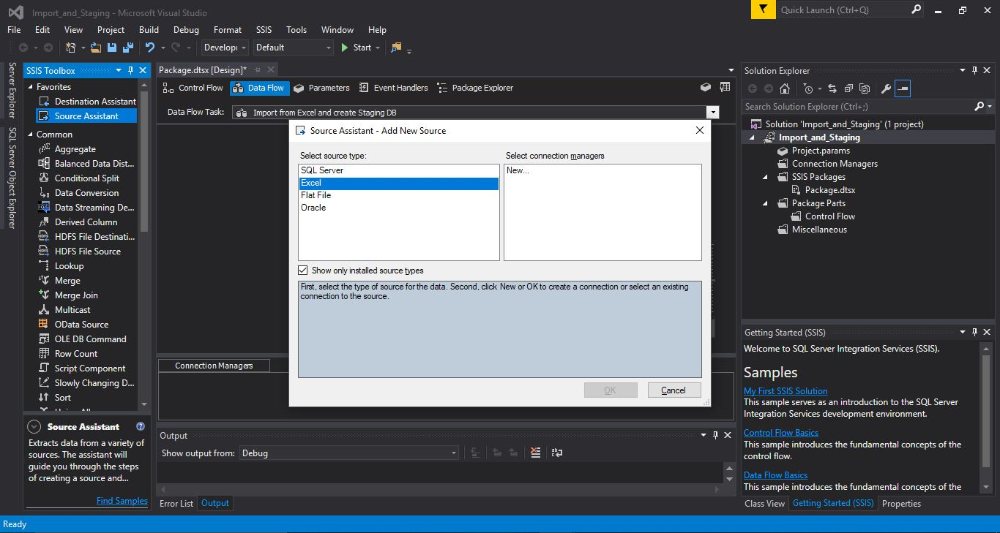 Import_and_Staging - Microsoft Visual Studio
Quick Launch (Ctrl+Q)
File Edit View Project Build Debug Format SSIS Tools Window Help
Developi Default Start
Server Explorer
SQL Server Object Explorer
SSIS Toolbox
Favorites
Destination Assistant
Source Assistant
Common
Aggregate
Balanced Data Dist...
Conditional Split
Data Conversion
Data Streaming De...
Derived Column
HDFS File Destinati...
HDFS File Source
Lookup
Merge
Merge Join
Multicast
OData Source
OLE DB Command
Row Count
Script Component
Slowly Changing D...
Sort
Source Assistant
Extracts data from a variety of
sources. The assistant will
guide you through the steps
of creating a source and...
Find Samples
Package.dtsx [Design]*
Control Flow Data Flow Parameters Event Handlers Package Explorer
Data Flow Task: Import from Excel and create Staging DB
Source Assistant - Add New Source
Select source type:
SQL Server
Excel
Flat File
Oracle
Select connection managers
New...
Show only installed source types
First, select the type of source for the data. Second, click New or OK to create a connection or select an existing
connection to the source.
OK Cancel
Connection Managers
Output
Show output from: Debug
Error List Output
Solution Explorer
Search Solution Explorer (Ctrl+;)
Solution 'Import_and_Staging' (1 project)
Import_and_Staging
Project.params
Connection Managers
SSIS Packages
Package.dtsx
Package Parts
Control Flow
Miscellaneous
Getting Started (SSIS)
Welcome to SQL Server Integration Services (SSIS).
Samples
My First SSIS Solution
This sample serves as an introduction to the SQL Server
Integration Services development environment.
Control Flow Basics
This sample introduces the fundamental concepts of the
control flow.
Data Flow Basics
This sample introduces the fundamental concepts of the
Class View Getting Started (SSIS) Properties
Ready